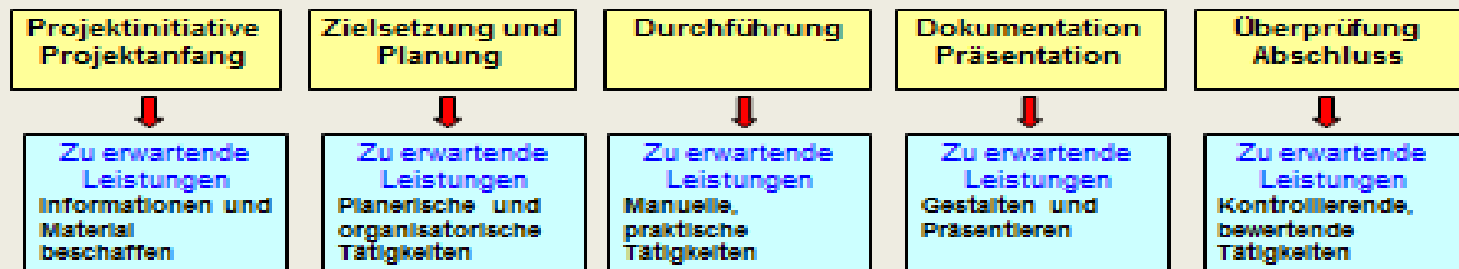 Projektinitiative
Projektanfang
Zielsetzung und
Planung
Durchführung
Dokumentation
Präsentation
Überprüfung
Abschluss
Zu erwartende
Leistungen
Informationen und
Material
beschaffen
Zu erwartende
Leistungen
Planerische und
organisatorische
Tätigkeiten
Zu erwartende
Leistungen
Manuelle,
praktische
Tätigkeiten
Zu erwartende
Leistungen
Gestalten und
Präsentieren
Zu erwartende
Leistungen
Kontrollierende,
bewertende
Tätigkeiten